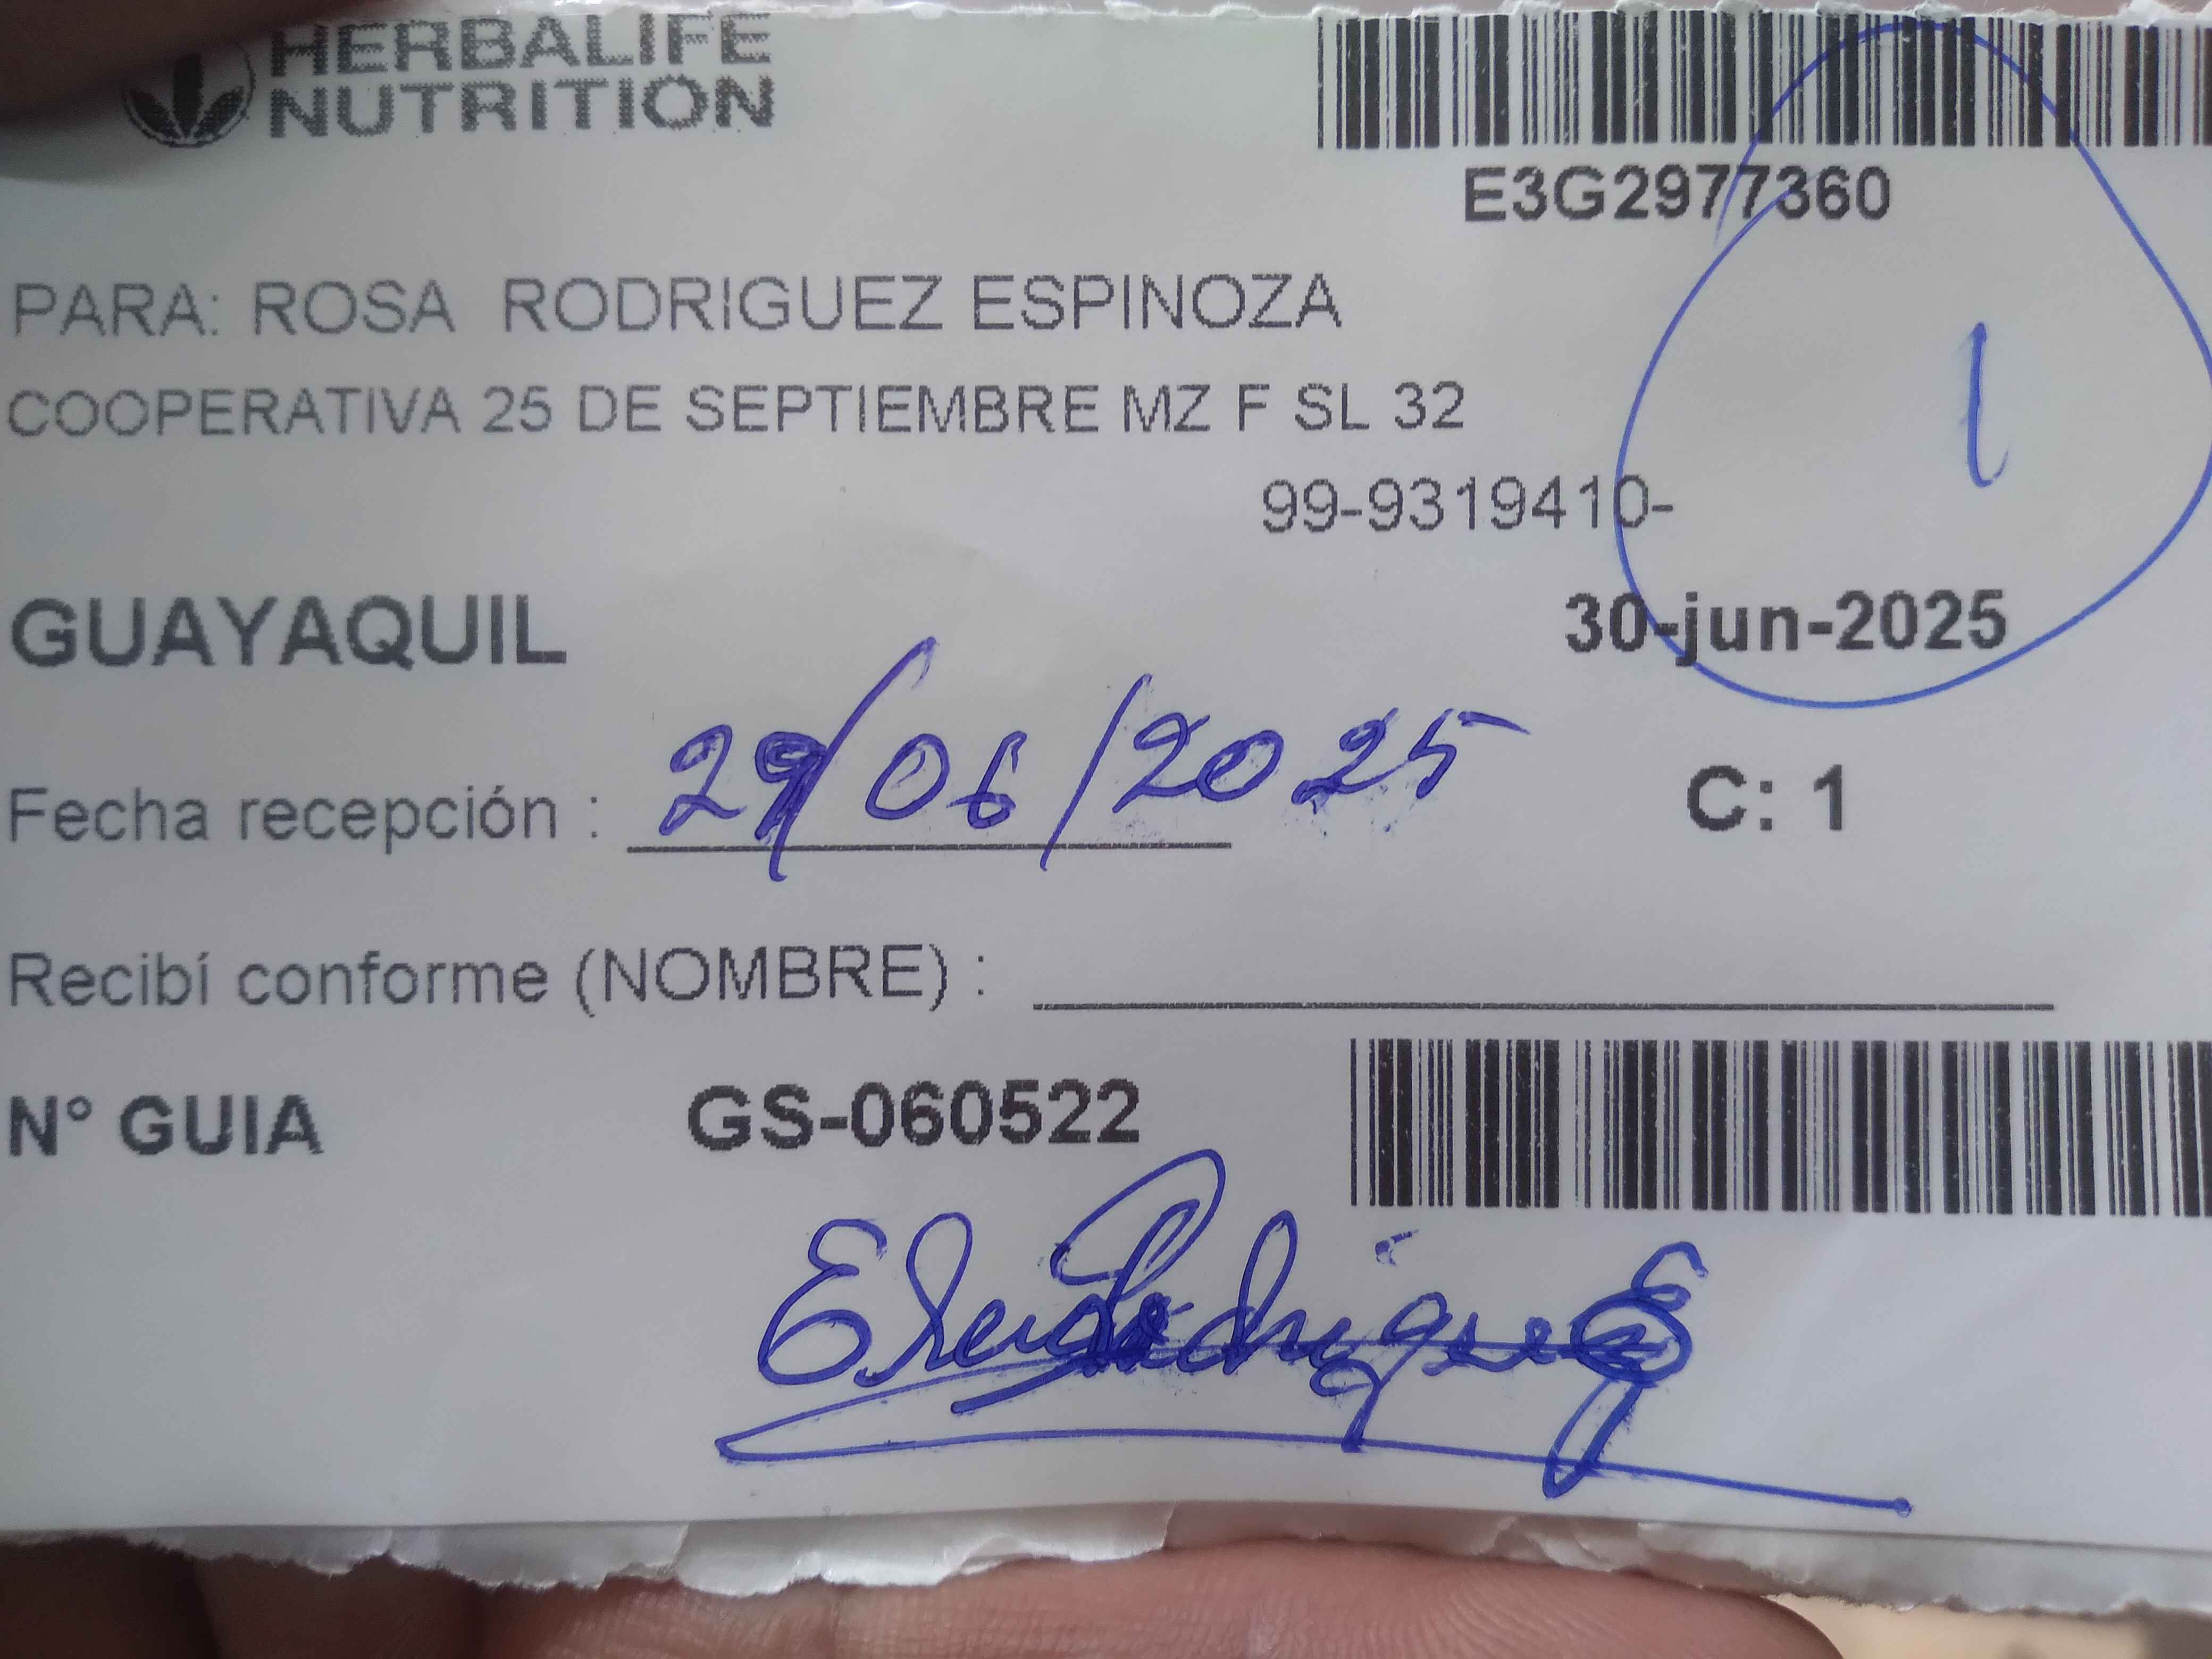 HERBALIFE
NUTRITION
E3G2977360
PARA: ROSA RODRIGUEZ ESPINOZA
COOPERATIVA 25 DE SEPTIEMBRE MZ F SL 32
99-9319410-
1
GUAYAQUIL
30-jun-2025
Fecha recepción : 29/06/2025
C: 1
Recibí conforme (NOMBRE) :
N° GUIA GS-060522
Rodriguez